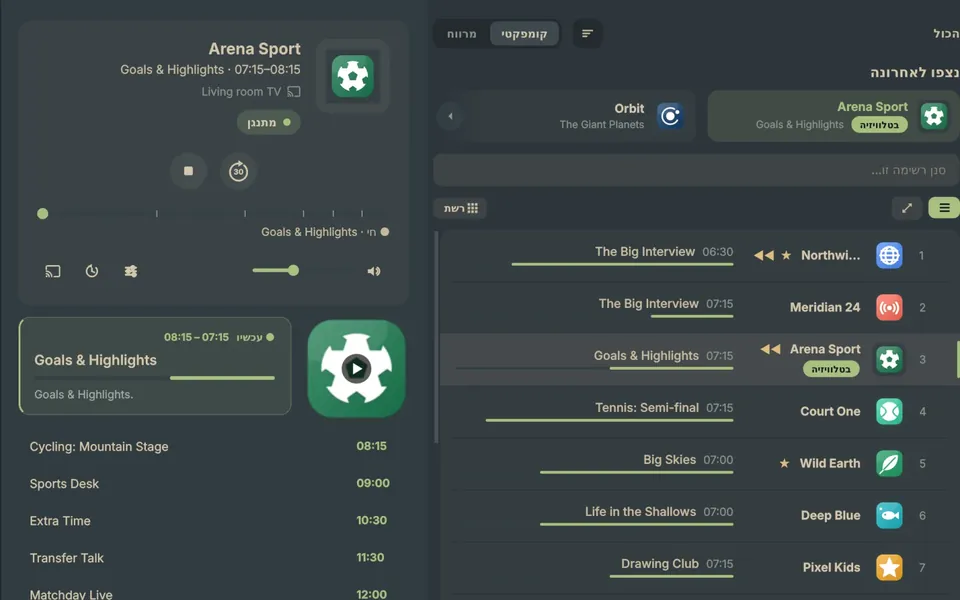 הכול
קומפקטי
מרווח
נצפו לאחרונה
Arena Sport
בטלוויזיה Goals & Highlights
Orbit
The Giant Planets
סנן רשימה זו...
רשת
1 Northwi... ★ 06:30 The Big Interview
2 Meridian 24 07:15 The Big Interview
3 Arena Sport 07:15 Goals & Highlights
בטלוויזיה
4 Court One 07:15 Tennis: Semi-final
5 Wild Earth ★ 07:00 Big Skies
6 Deep Blue 07:00 Life in the Shallows
7 Pixel Kids 07:15 Drawing Club
Arena Sport
Goals & Highlights · 07:15–08:15
Living room TV
מתנגן
30
חי · Goals & Highlights
עכשיו 07:15 – 08:15
Goals & Highlights
Goals & Highlights.
Cycling: Mountain Stage 08:15
Sports Desk 09:00
Extra Time 10:30
Transfer Talk 11:30
Matchday Live 12:00